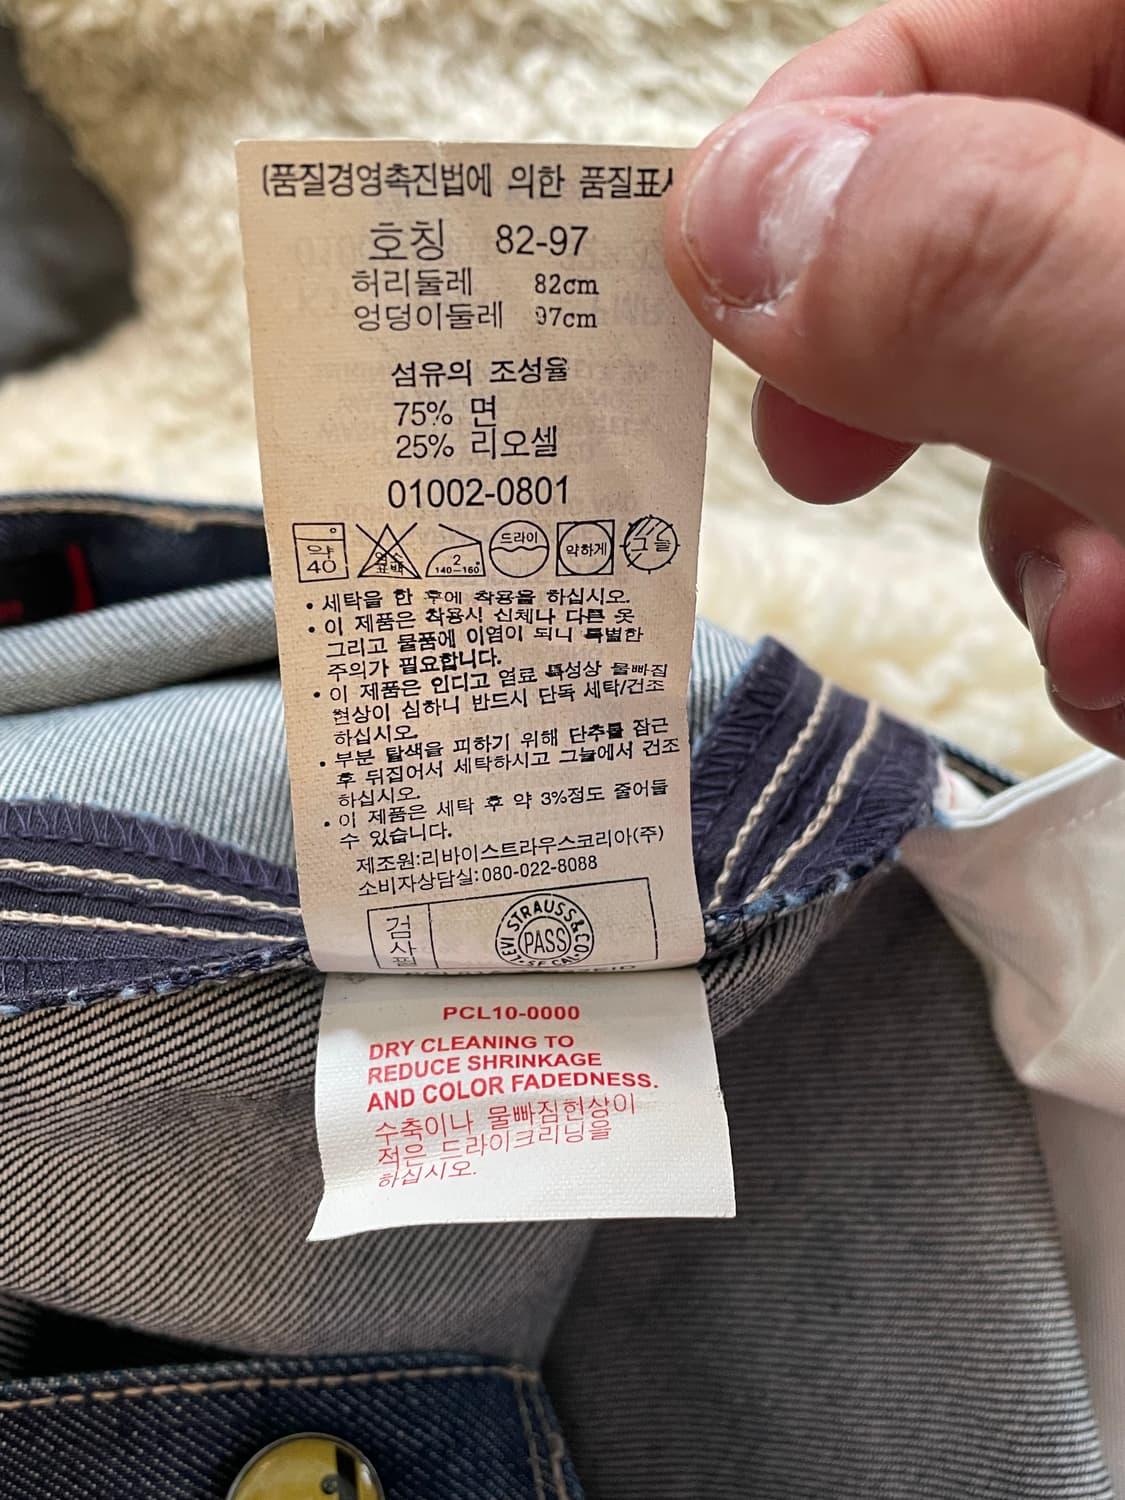 (품질경영촉진법에 의한 품질표시
호칭 82-97
허리둘레 82cm
엉덩이둘레 97cm
섬유의 조성율
75% 면
25% 리오셀
01002-0801
약 40 염소 표백 2 140-160 드라이 약하게 그늘
• 세탁을 한 후에 착용을 하십시오.
• 이 제품은 착용시 신체나 다른 옷
그리고 물품에 이염이 되니 특별한
주의가 필요합니다.
• 이 제품은 인디고 염료 특성상 물빠짐
현상이 심하니 반드시 단독 세탁/건조
하십시오.
• 부분 탈색을 피하기 위해 단추를 잠근
후 뒤집어서 세탁하시고 그늘에서 건조
하십시오.
• 이 제품은 세탁 후 약 3%정도 줄어들
수 있습니다.
제조원:리바이스트라우스코리아(주)
소비자상담실:080-022-8088
검사필
LEVI STRAUSS & CO. S.F. CAL.
PASS
PCL10-0000
DRY CLEANING TO
REDUCE SHRINKAGE
AND COLOR FADEDNESS.
수축이나 물빠짐현상이
적은 드라이크리닝을
하십시오.